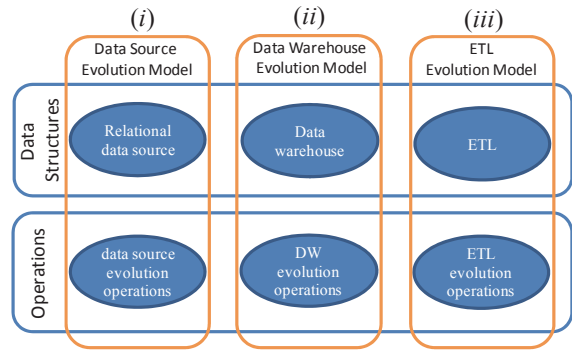 (i)
(ii)
(iii)
Data Source
Evolution Model
Data Warehouse
Evolution Model
ETL
Evolution Model
Data
Structures
Relational
data source
Data
warehouse
ETL
Operations
data source
evolution
operations
DW
evolution
operations
ETL
evolution
operations